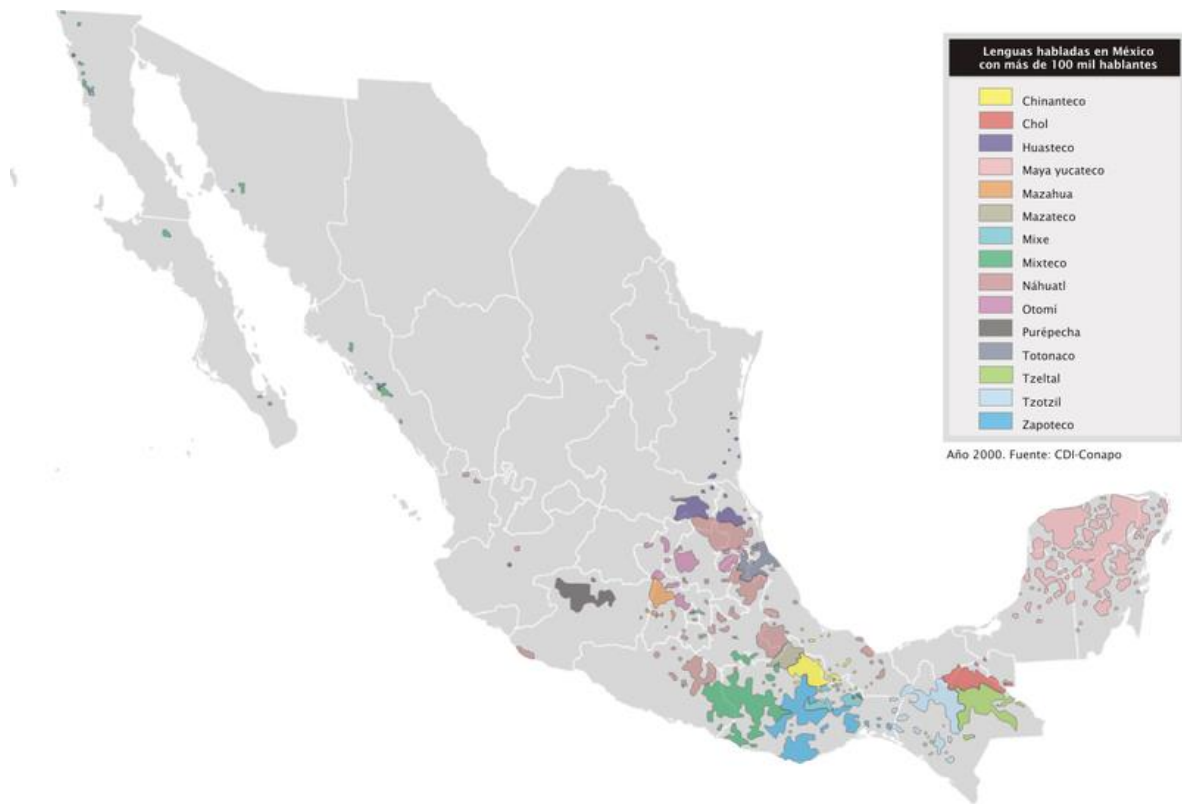 Lenguas habladas en México
con más de 100 mil hablantes
Chinanteco
Chol
Huasteco
Maya yucateco
Mazahua
Mazateco
Mixe
Mixteco
Náhuatl
Otomí
Purépecha
Totonaco
Tzeltal
Tzotzil
Zapoteco
Año 2000. Fuente: CDI-Conapo